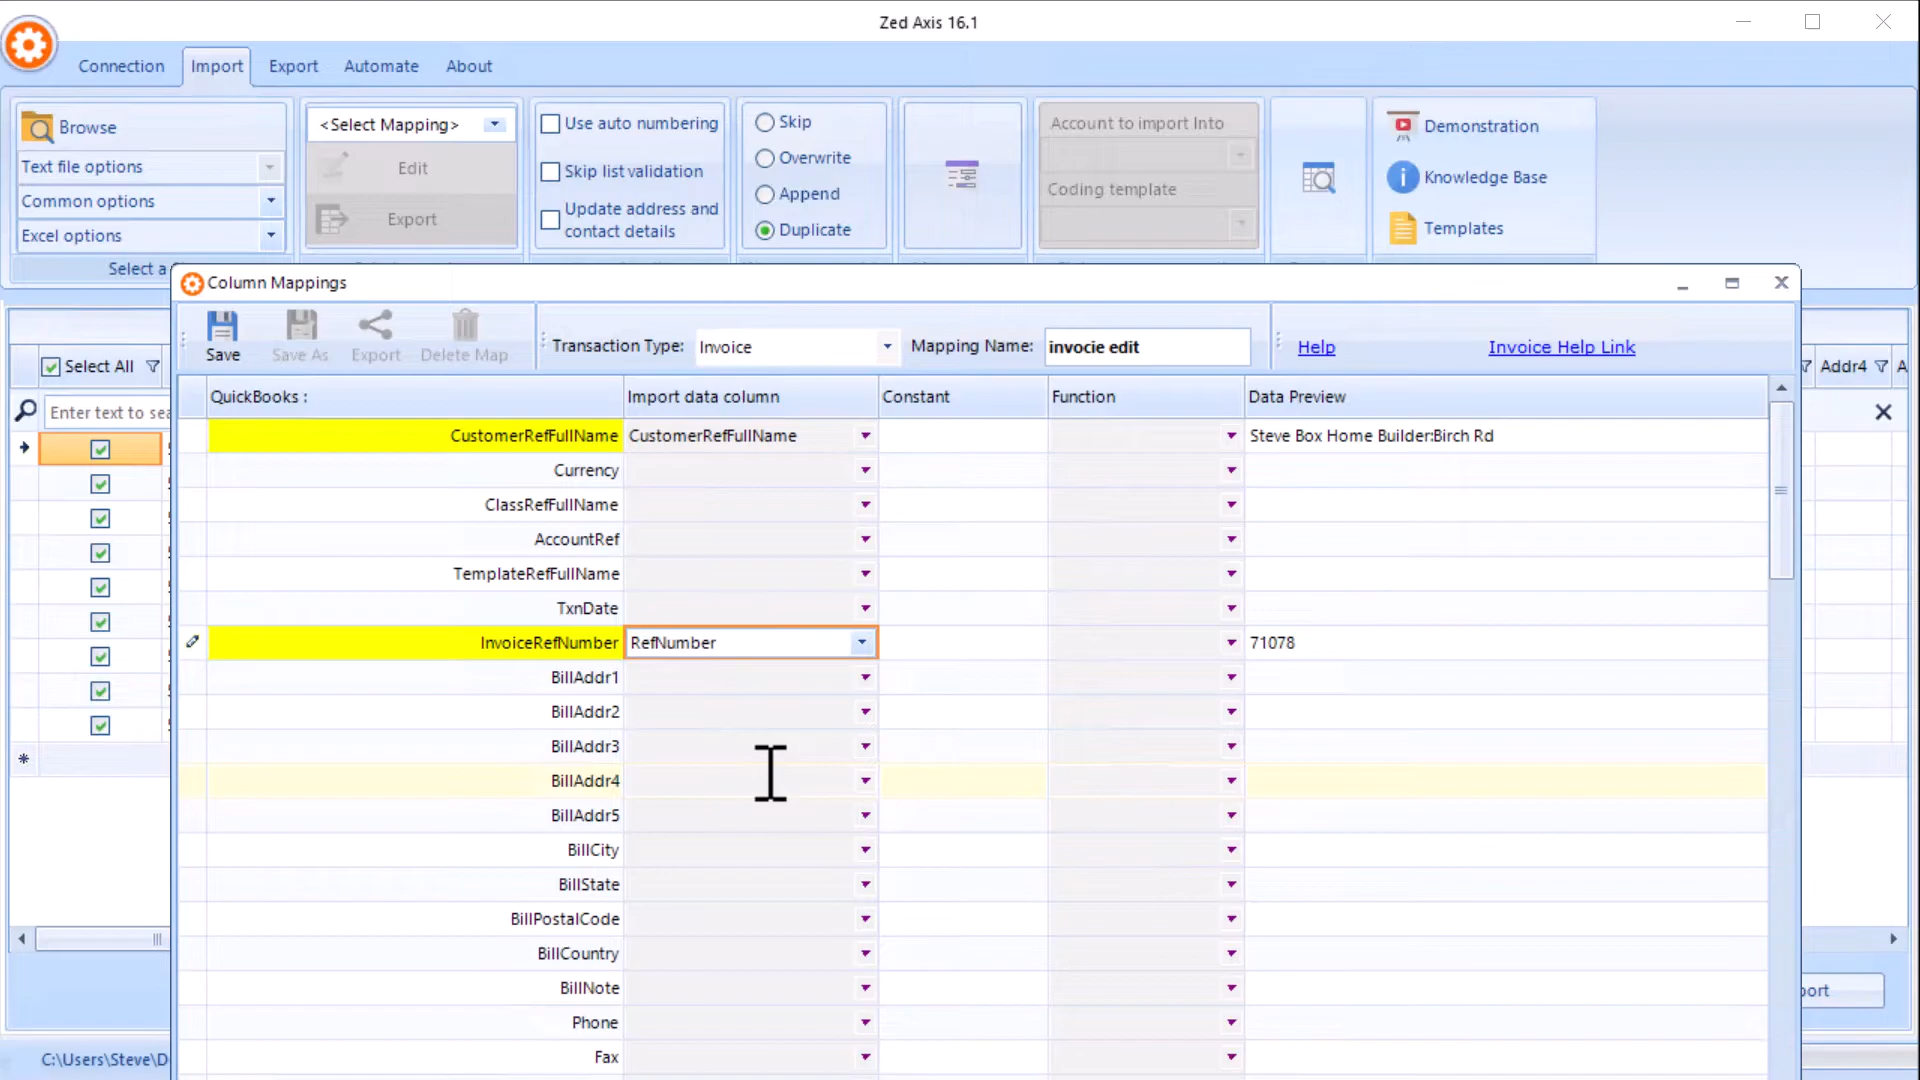 Zed Axis 16.1
Connection Import Export Automate About
Browse
Text file options
Common options
Excel options
Select a
<Select Mapping>
Edit
Export
Use auto numbering
Skip list validation
Update address and
contact details
Skip
Overwrite
Append
Duplicate
Account to import Into
Coding template
Demonstration
Knowledge Base
Templates
Column Mappings
Save Save As Export Delete Map Transaction Type: Invoice Mapping Name: invocie edit Help Invoice Help Link
Select All Addr4 A
Enter text to sea
QuickBooks : Import data column Constant Function Data Preview
CustomerRefFullName CustomerRefFullName Steve Box Home Builder:Birch Rd
Currency
ClassRefFullName
AccountRef
TemplateRefFullName
TxnDate
InvoiceRefNumber RefNumber 71078
BillAddr1
BillAddr2
BillAddr3
BillAddr4
BillAddr5
BillCity
BillState
BillPostalCode
BillCountry
BillNote
Phone
Fax
port
C:\Users\Steve\D